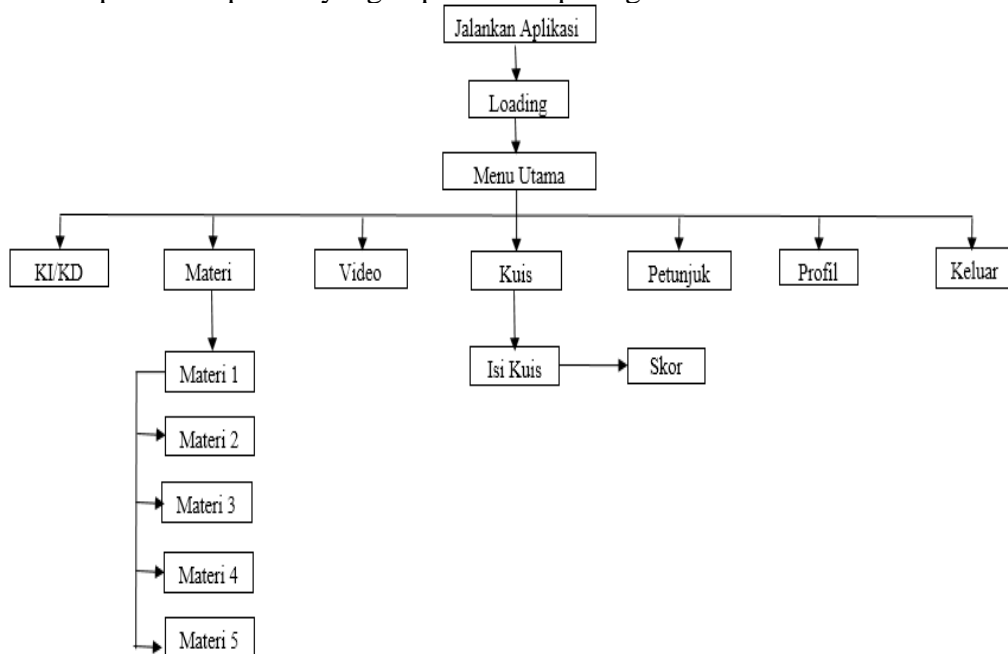 Jalankan Aplikasi
Loading
Menu Utama
KI/KD
Materi
Video
Kuis
Petunjuk
Profil
Keluar
Materi 1
Isi Kuis
Skor
Materi 2
Materi 3
Materi 4
Materi 5